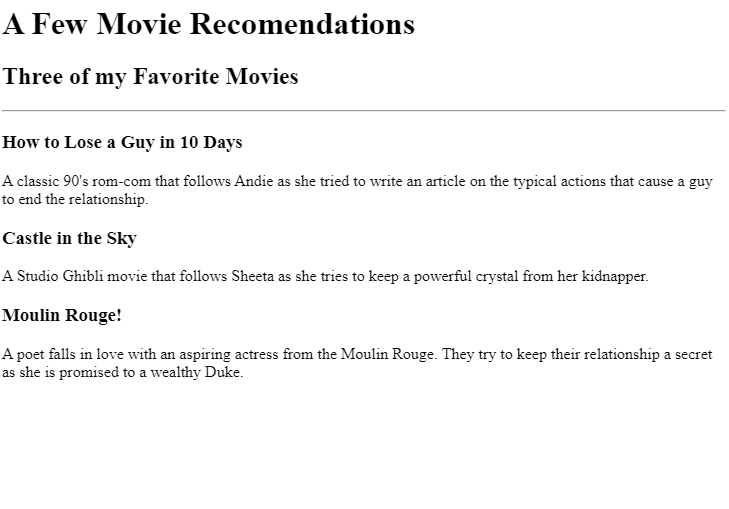 A Few Movie Recomendations
Three of my Favorite Movies
How to Lose a Guy in 10 Days
A classic 90's rom-com that follows Andie as she tried to write an article on the typical actions that cause a guy
to end the relationship.
Castle in the Sky
A Studio Ghibli movie that follows Sheeta as she tries to keep a powerful crystal from her kidnapper.
Moulin Rouge!
A poet falls in love with an aspiring actress from the Moulin Rouge. They try to keep their relationship a secret
as she is promised to a wealthy Duke.